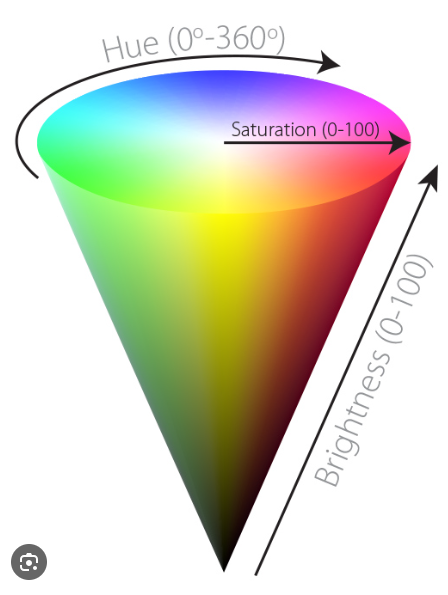 Hue (0º-360º)
Saturation (0-100)
Brightness (0-100)